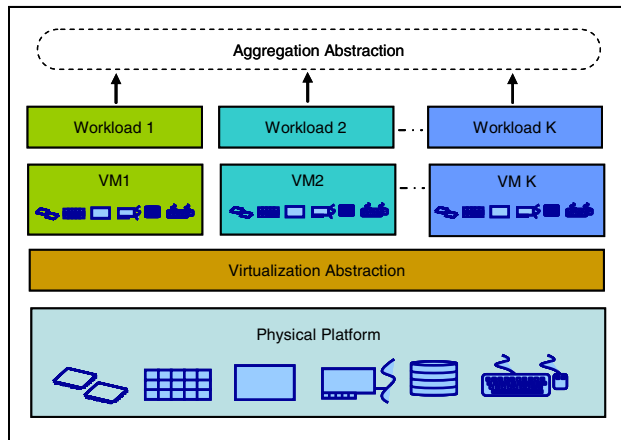 Aggregation Abstraction
Workload 1 Workload 2 Workload K
VM1 VM2 VM K
Virtualization Abstraction
Physical Platform